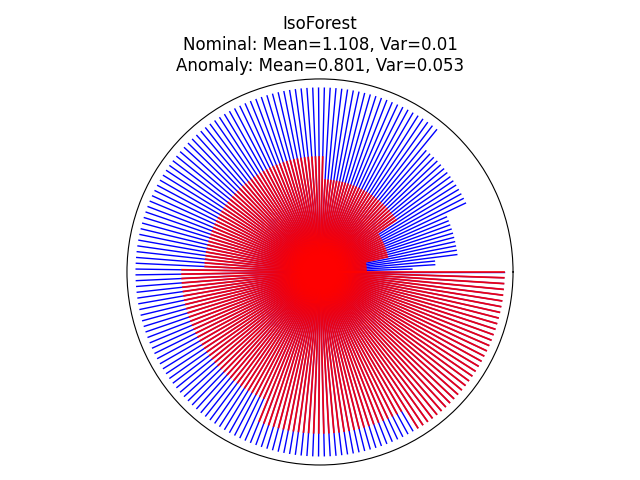 IsoForest
Nominal: Mean=1.108, Var=0.01
Anomaly: Mean=0.801, Var=0.053